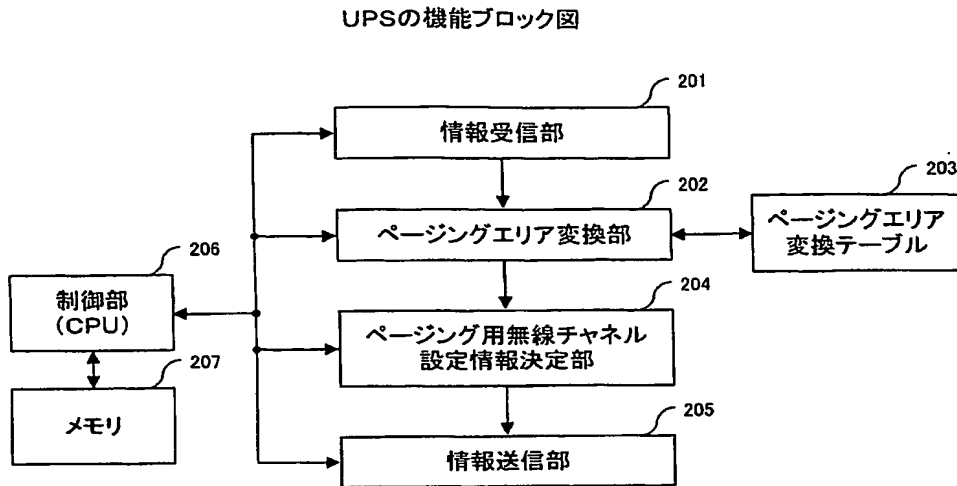 UPSの機能ブロック図
201
情報受信部
202
ページングエリア変換部
203
ページングエリア
変換テーブル
206
制御部
(CPU)
204
ページング用無線チャネル
設定情報決定部
207
メモリ
205
情報送信部